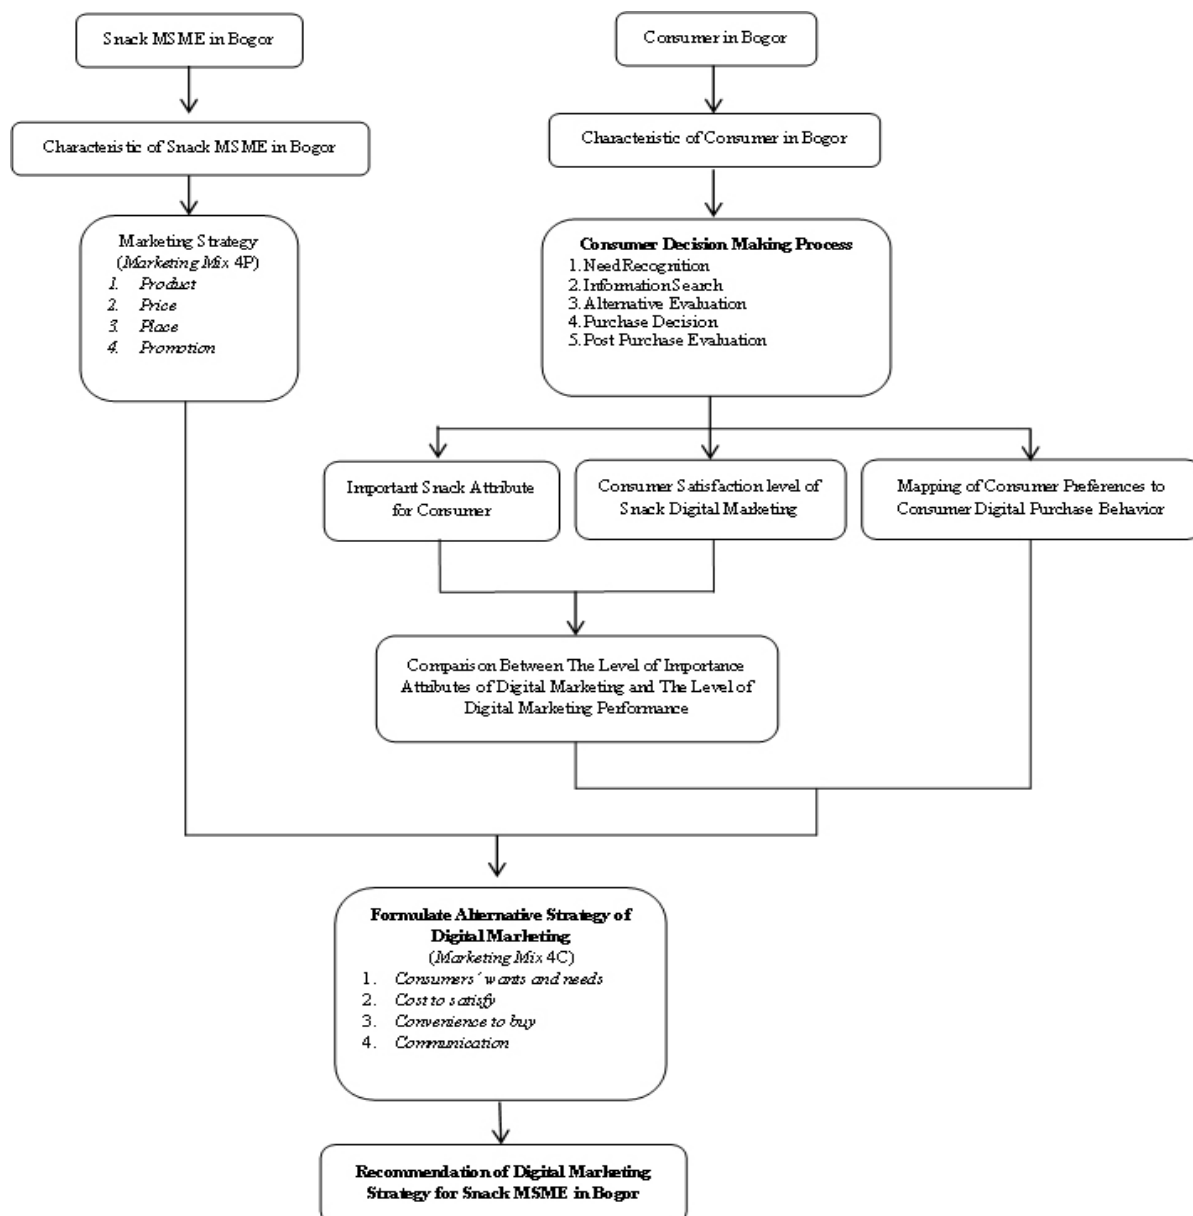 Snack MSME in Bogor
Consumer in Bogor
Characteristic of Snack MSME in Bogor
Characteristic of Consumer in Bogor
Marketing Strategy
(Marketing Mix 4P)
1. Product
2. Price
3. Place
4. Promotion
Consumer Decision Making Process
1. Need Recognition
2. Information Search
3. Alternative Evaluation
4. Purchase Decision
5. Post Purchase Evaluation
Important Snack Attribute
for Consumer
Consumer Satisfaction level of
Snack Digital Marketing
Mapping of Consumer Preferences to
Consumer Digital Purchase Behavior
Comparison Between The Level of Importance
Attributes of Digital Marketing and The Level of
Digital Marketing Performance
Formulate Alternative Strategy of
Digital Marketing
(Marketing Mix 4C)
1. Consumers' wants and needs
2. Cost to satisfy
3. Convenience to buy
4. Communication
Recommendation of Digital Marketing
Strategy for Snack MSME in Bogor